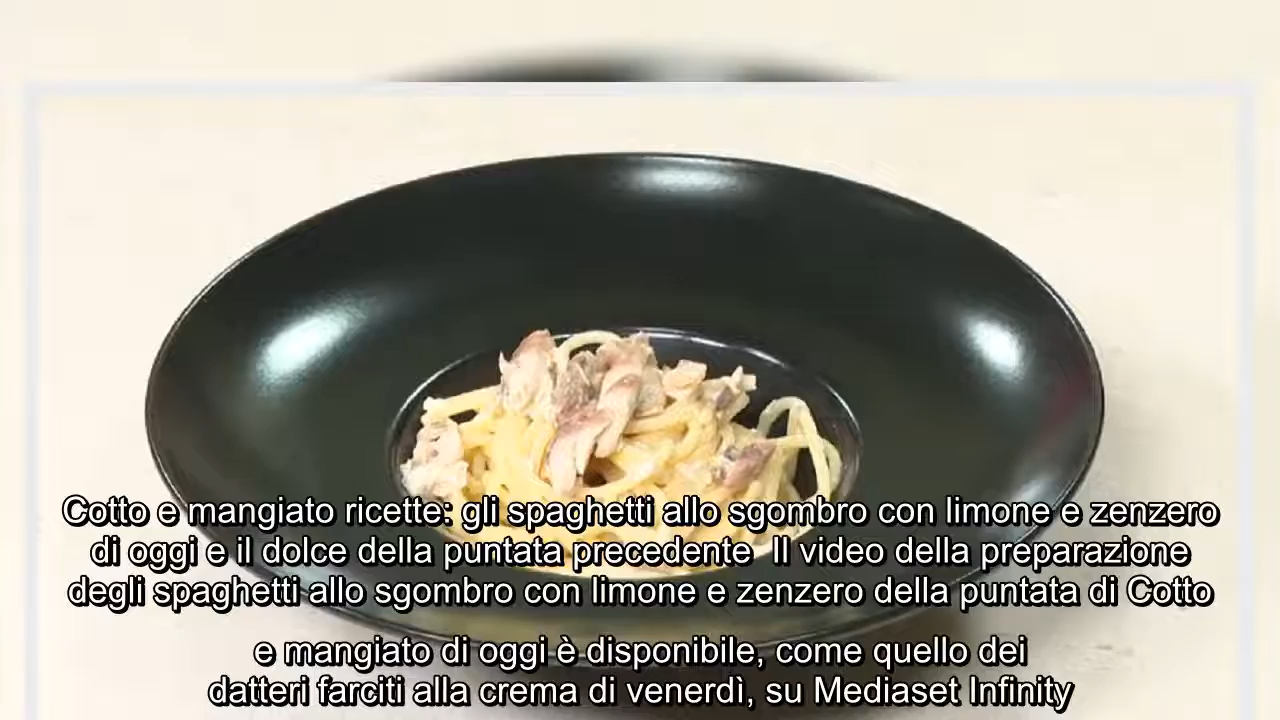 Cotto e mangiato ricette: gli spaghetti allo sgombro con limone e zenzero
di oggi e il dolce della puntata precedente  Il video della preparazione
degli spaghetti allo sgombro con limone e zenzero della puntata di Cotto
e mangiato di oggi è disponibile, come quello dei
datteri farciti alla crema di venerdì, su Mediaset Infinity